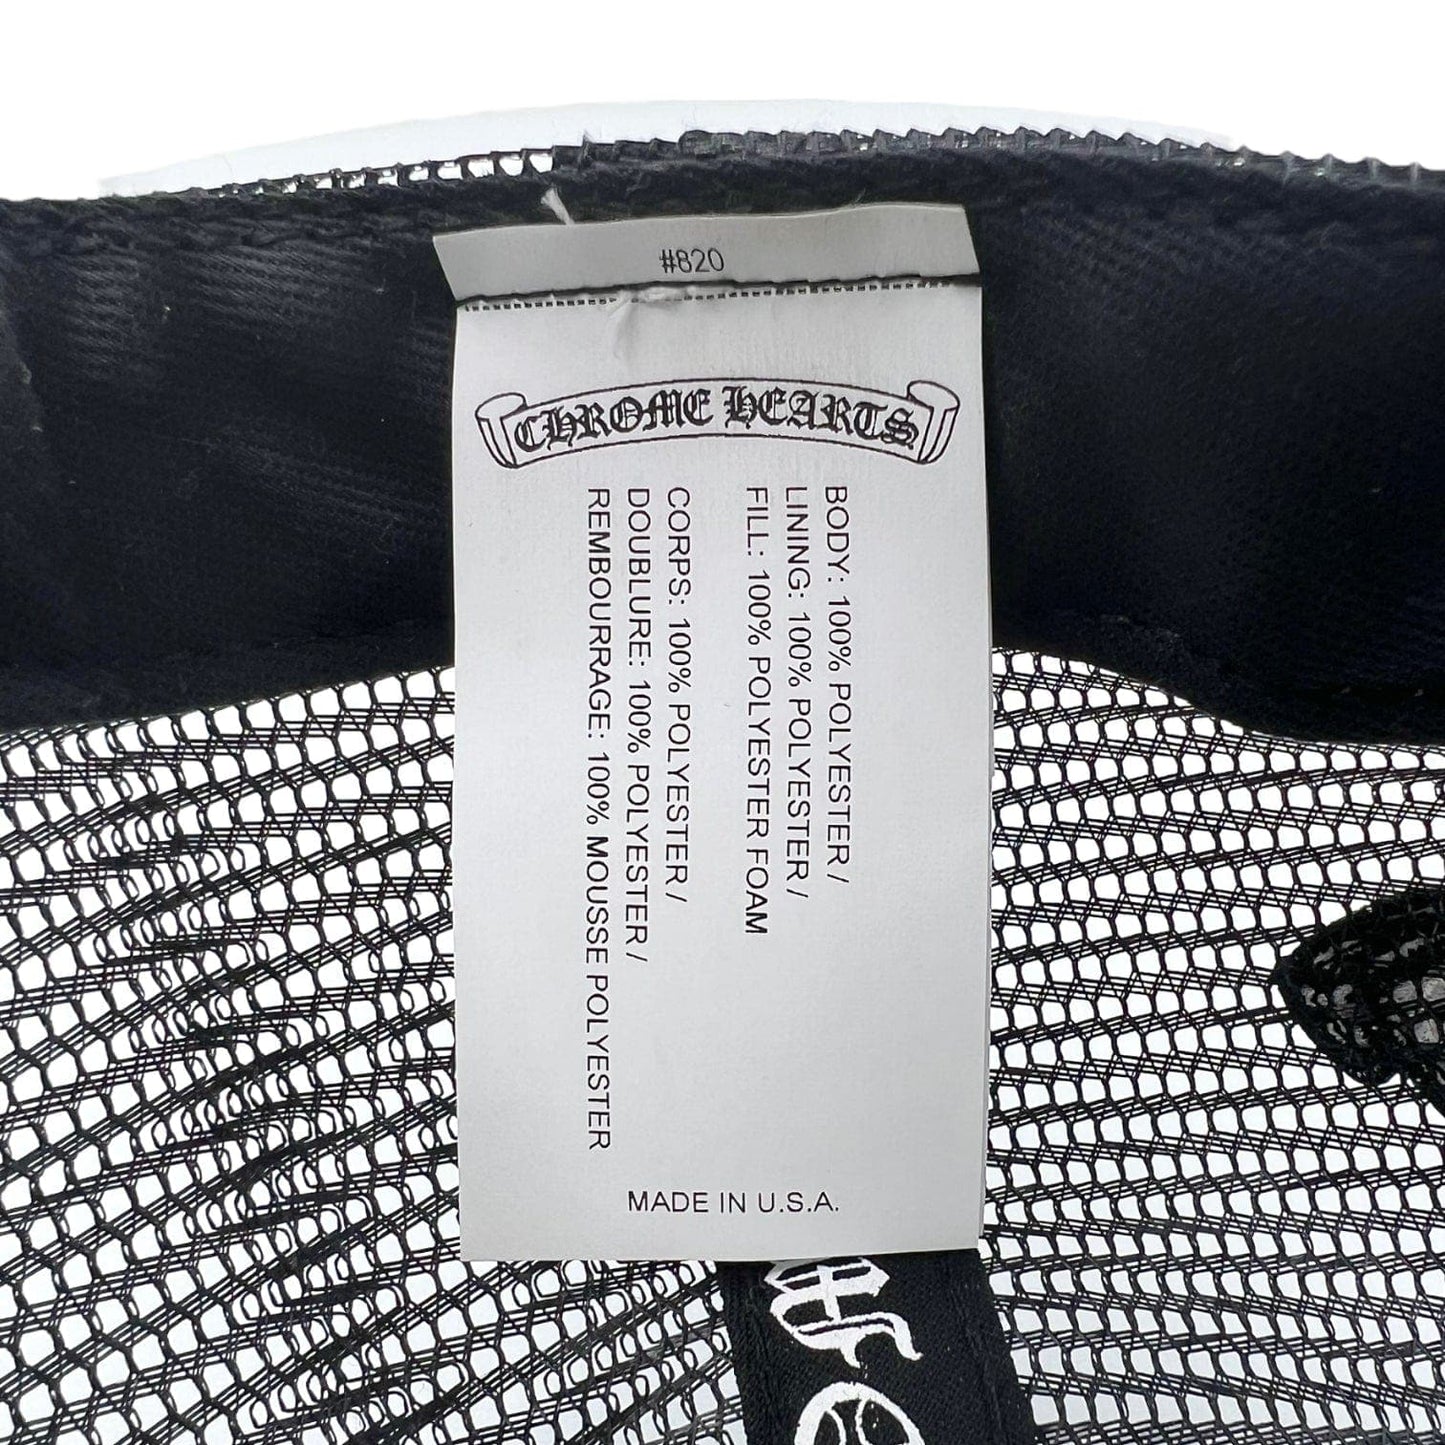 #820
CHROME HEARTS
BODY: 100% POLYESTER /
LINING: 100% POLYESTER /
FILL: 100% POLYESTER FOAM
CORPS: 100% POLYESTER /
DOUBLURE: 100% POLYESTER /
REMBOURRAGE: 100% MOUSSE POLYESTER
MADE IN U.S.A.